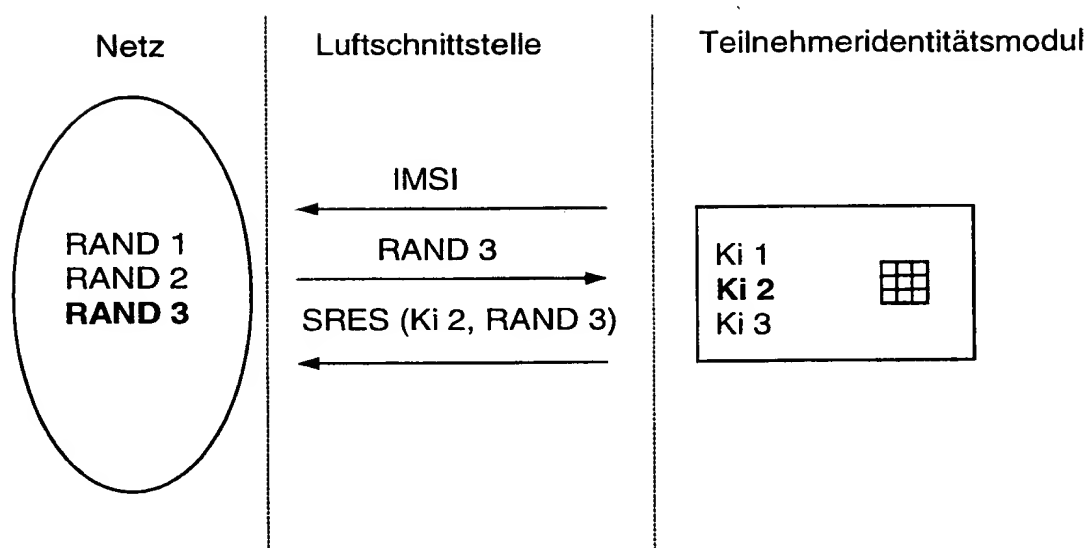 Netz
Luftschnittstelle
Teilnehmeridentitätsmodul
RAND 1
RAND 2
RAND 3
IMSI
RAND 3
SRES (Ki 2, RAND 3)
Ki 1
Ki 2
Ki 3